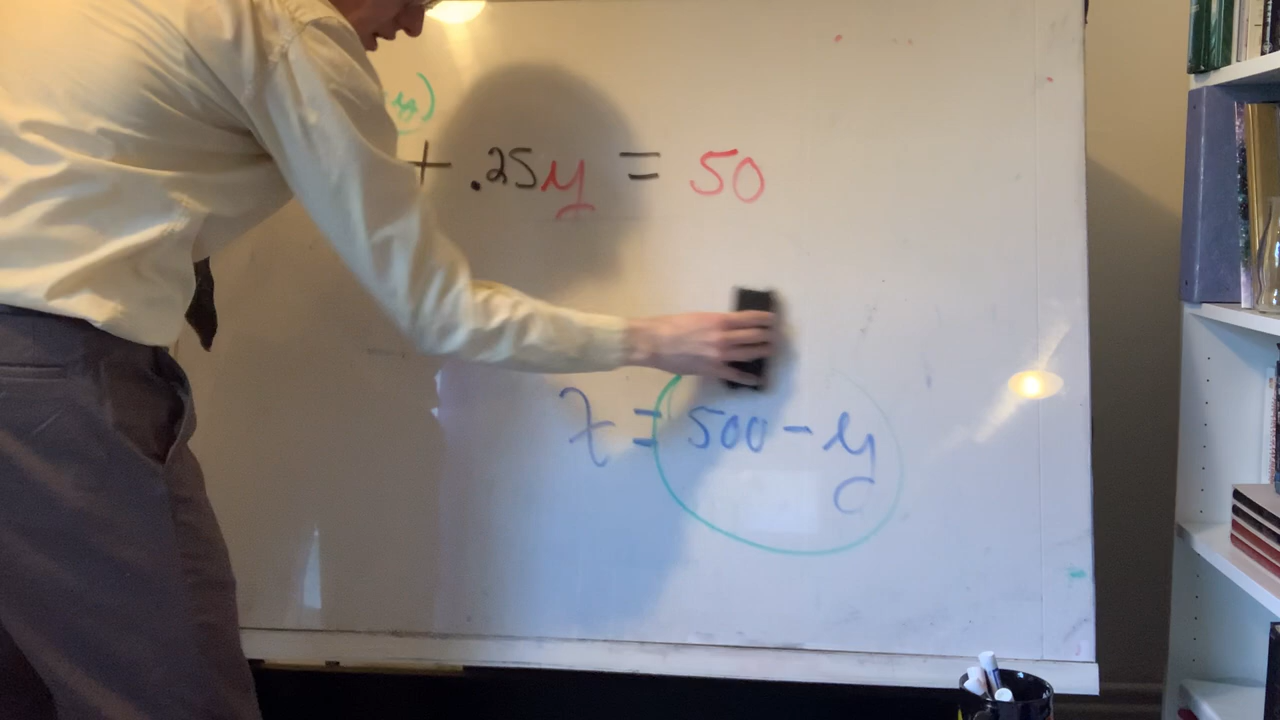 y)
+ .25y = 50
x = 500 - y